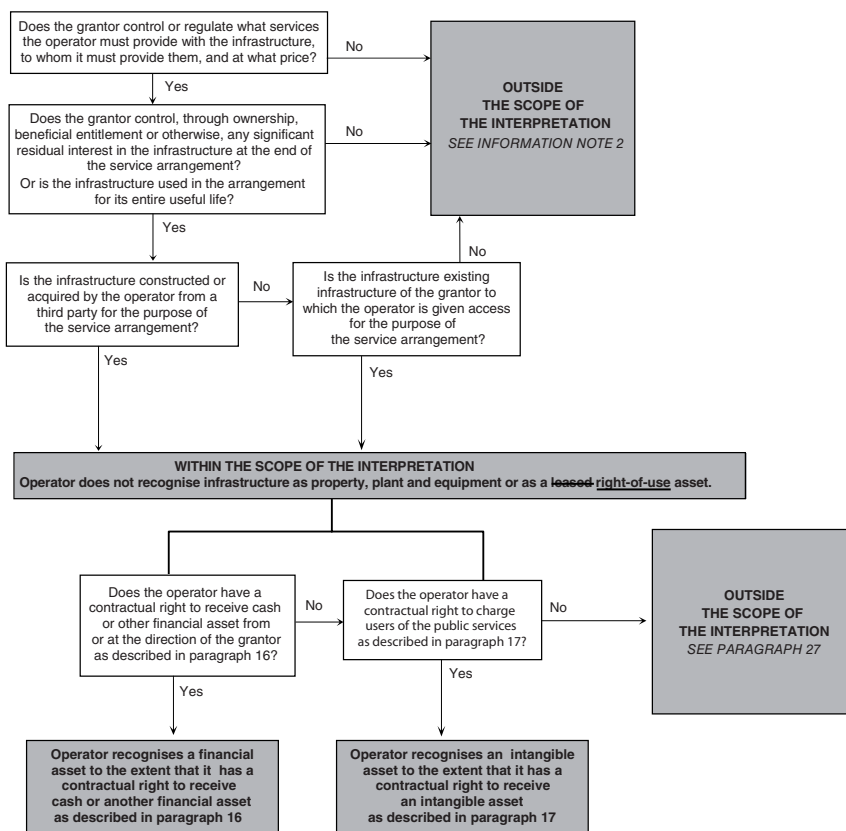 Does the grantor control or regulate what services
the operator must provide with the infrastructure,
to whom it must provide them, and at what price?
No
Yes
OUTSIDE
THE SCOPE OF
THE INTERPRETATION
SEE INFORMATION NOTE 2
Does the grantor control, through ownership,
beneficial entitlement or otherwise, any significant
residual interest in the infrastructure at the end of
the service arrangement?
Or is the infrastructure used in the arrangement
for its entire useful life?
No
Yes
No
Is the infrastructure constructed or
acquired by the operator from a
third party for the purpose of
the service arrangement?
No
Is the infrastructure existing
infrastructure of the grantor to
which the operator is given access
for the purpose of
the service arrangement?
Yes
Yes
WITHIN THE SCOPE OF THE INTERPRETATION
Operator does not recognise infrastructure as property, plant and equipment or as a leased right-of-use asset.
Does the operator have a
contractual right to receive cash
or other financial asset from
or at the direction of the grantor
as described in paragraph 16?
No
Does the operator have a
contractual right to charge
users of the public services
as described in paragraph 17?
No
OUTSIDE
THE SCOPE OF
THE INTERPRETATION
SEE PARAGRAPH 27
Yes
Yes
Operator recognises a financial
asset to the extent that it has a
contractual right to receive
cash or another financial asset
as described in paragraph 16
Operator recognises an intangible
asset to the extent that it has a
contractual right to receive
an intangible asset
as described in paragraph 17